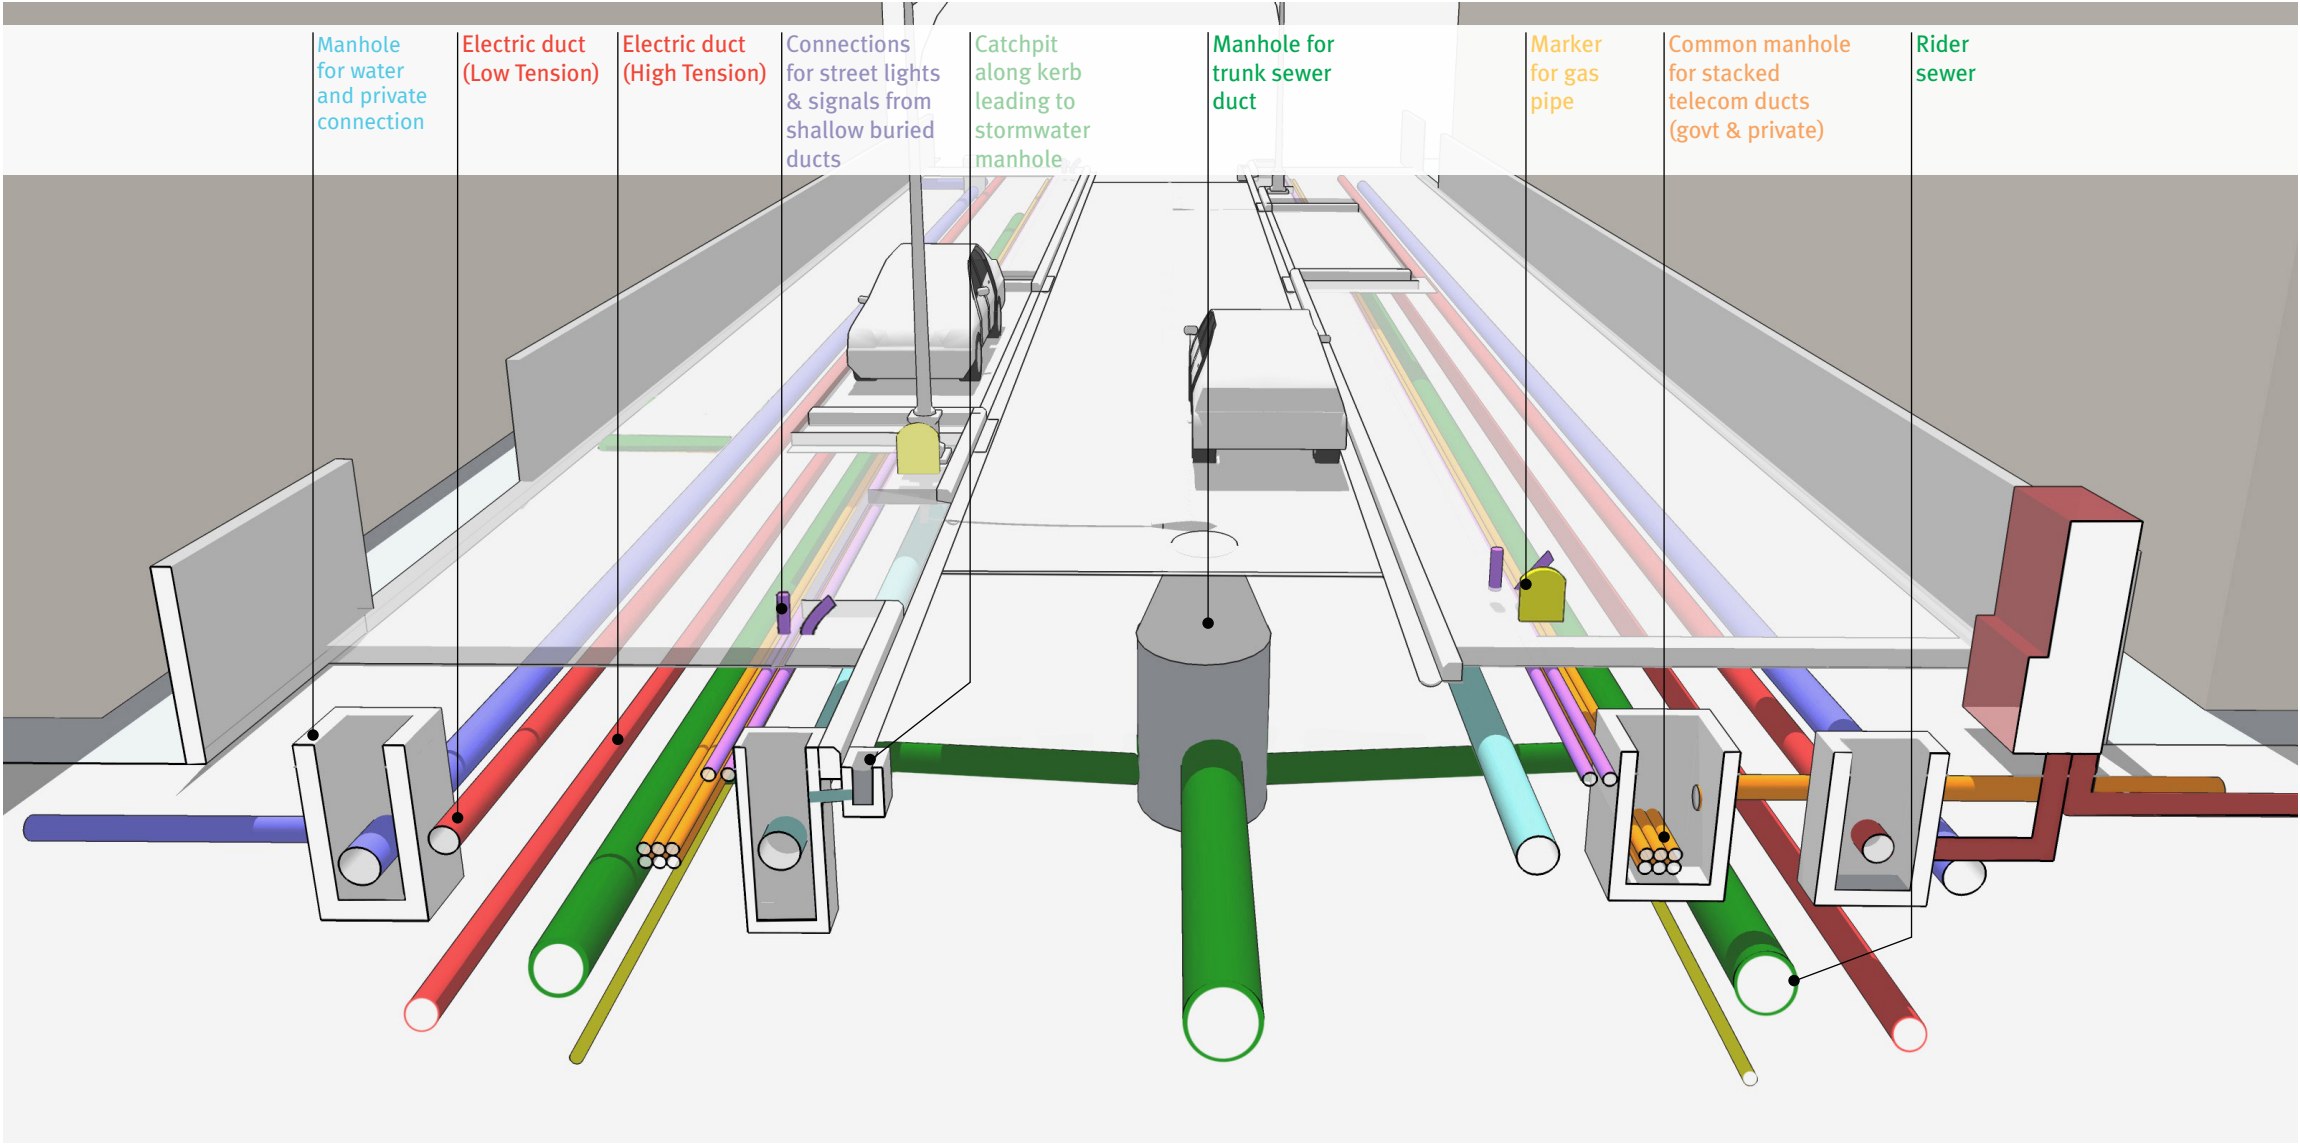 Manhole
for water
and private
connection
Electric duct
(Low Tension)
Electric duct
(High Tension)
Connections
for street lights
& signals from
shallow buried
ducts
Catchpit
along kerb
leading to
stormwater
manhole
Manhole for
trunk sewer
duct
Marker
for gas
pipe
Common manhole
for stacked
telecom ducts
(govt & private)
Rider
sewer